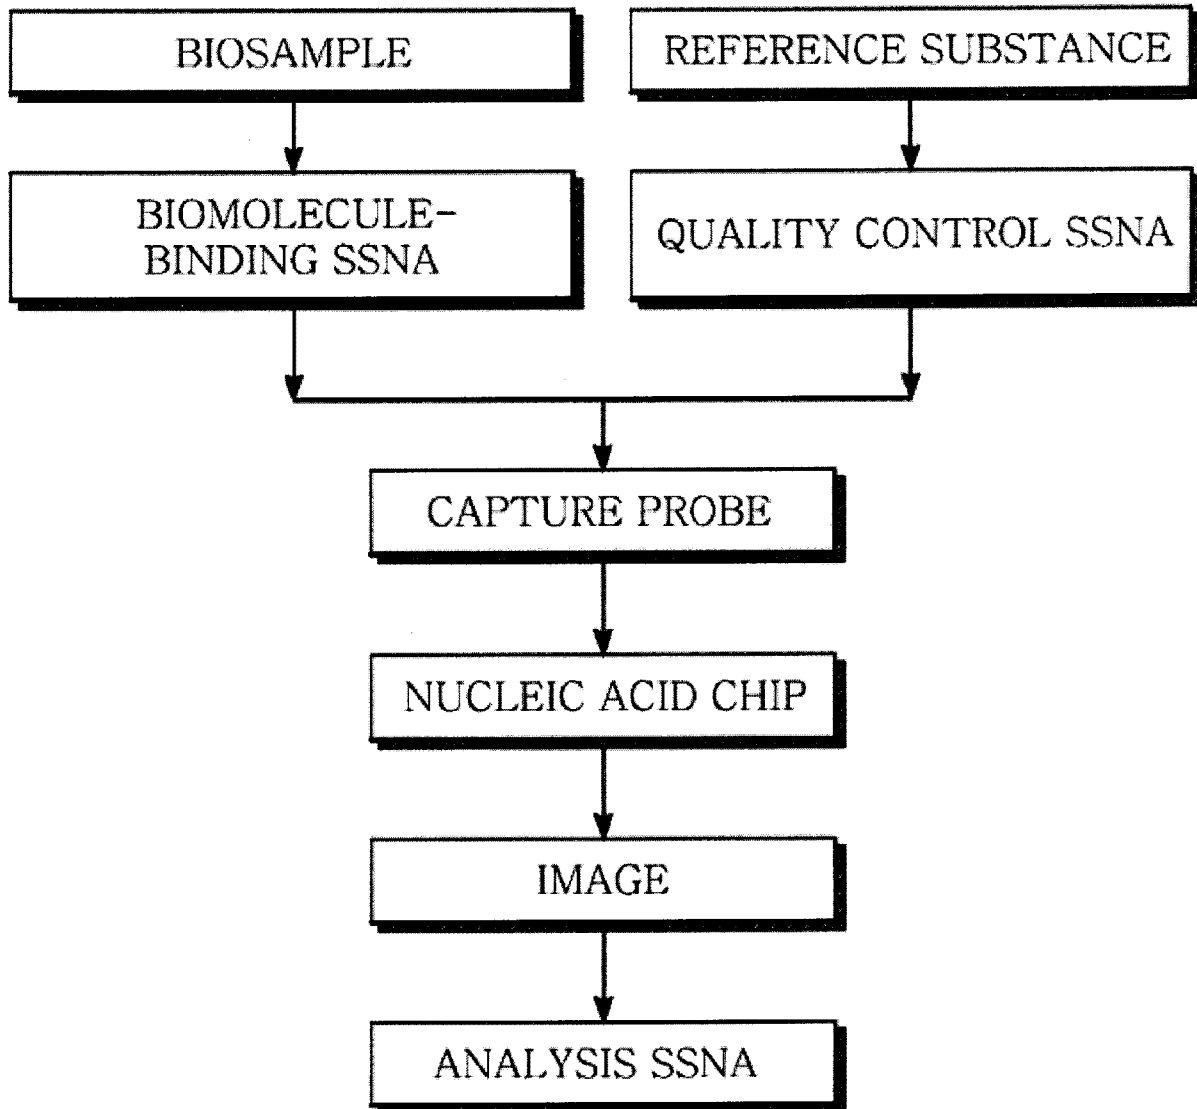 BIOSAMPLE
REFERENCE SUBSTANCE
BIOMOLECULE-
BINDING SSNA
QUALITY CONTROL SSNA
CAPTURE PROBE
NUCLEIC ACID CHIP
IMAGE
ANALYSIS SSNA